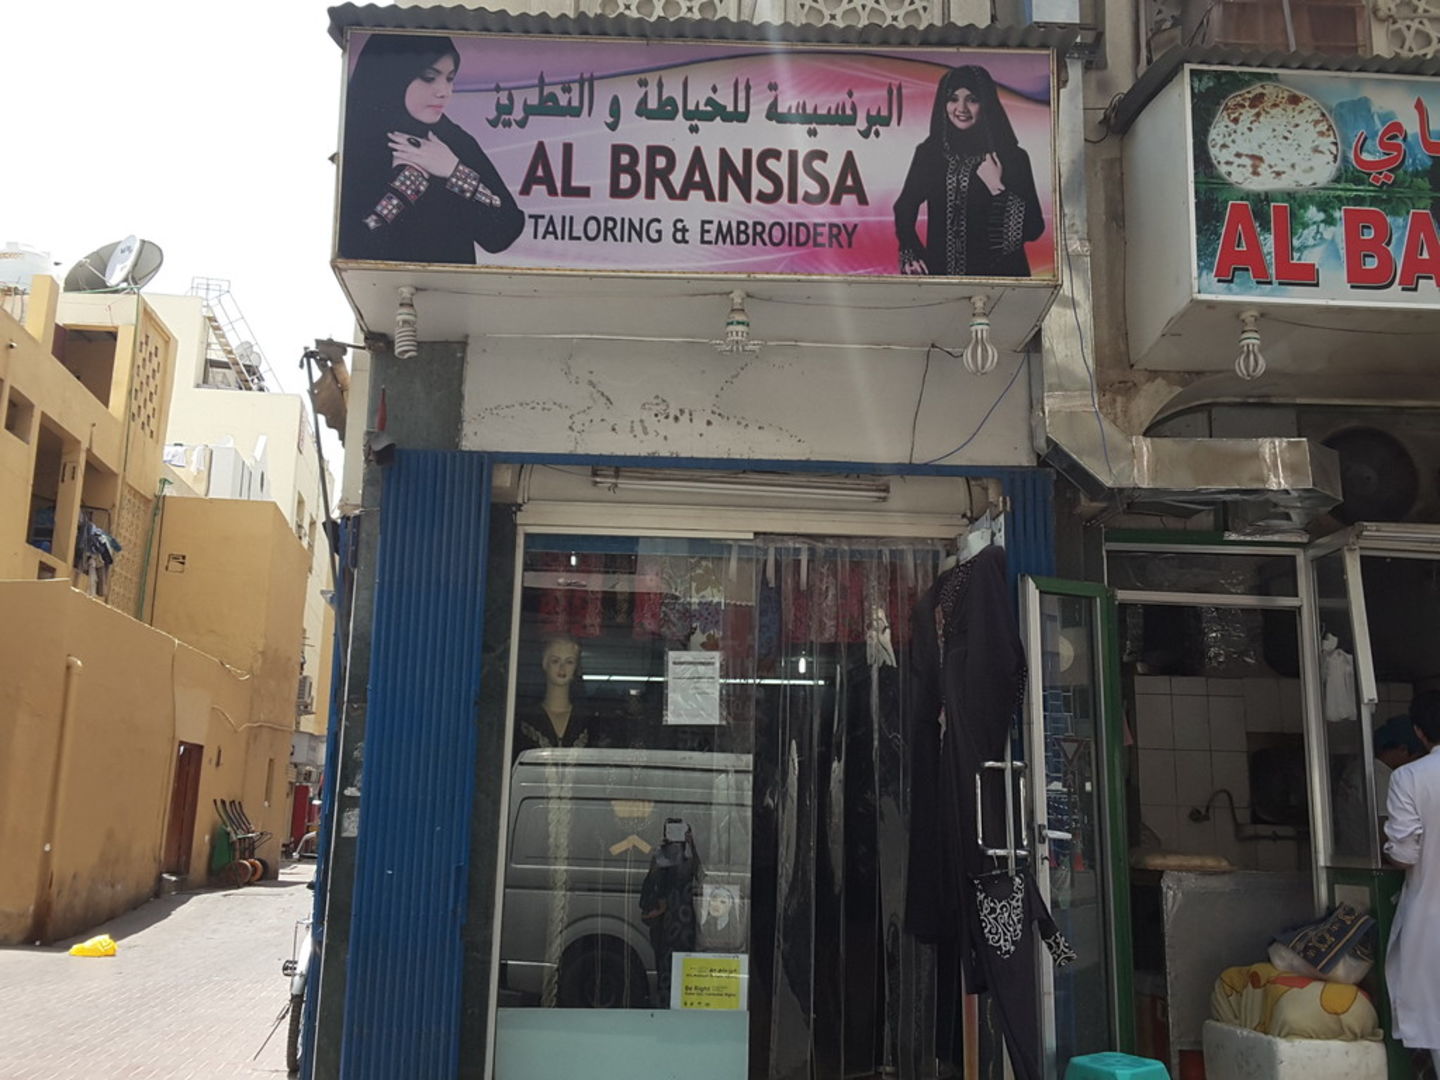 البرنسيسة للخياطة و التطريز
AL BRANSISA
TAILORING & EMBROIDERY
AL BA
Be Right